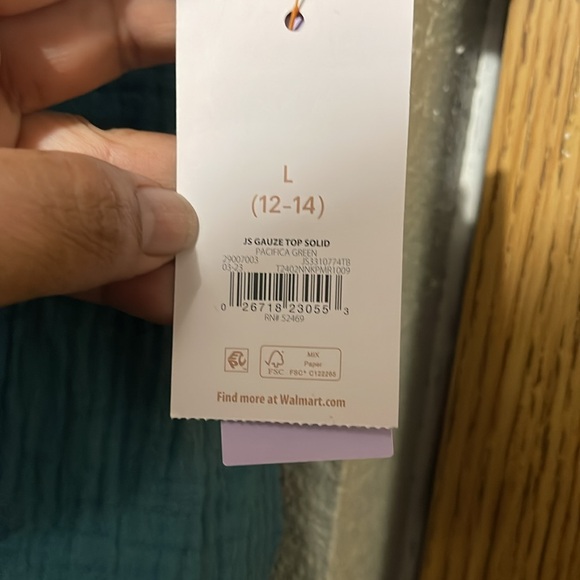 L
(12-14)
JS GAUZE TOP SOLID
PACIFICA GREEN
29007003 JS3310774TB
03-23 T2402NNKPMR1009
0 26718 23055 3
RN# 52469
FSC
MIX
Paper
FSC® C122260
Find more at Walmart.com